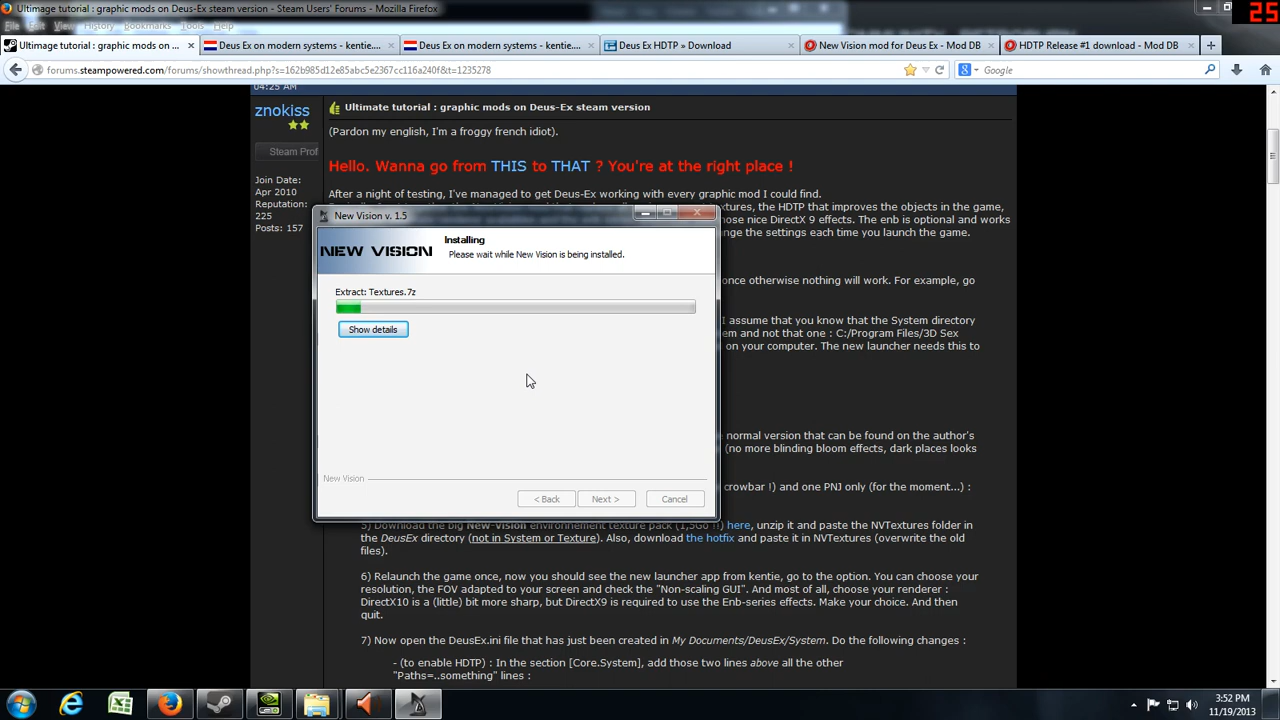 Ultimage tutorial : graphic mods on Deus-Ex steam version - Steam Users' Forums - Mozilla Firefox
25
File Edit View History Bookmarks Tools Help
Ultimage tutorial : graphic mods on ...
Deus Ex on modern systems - kentie....
Deus Ex on modern systems - kentie....
Deus Ex HDTP » Download
New Vision mod for Deus Ex - Mod DB
HDTP Release #1 download - Mod DB
forums.steampowered.com/forums/showthread.php?s=162b985d12e85abc5e2367cc116a240f&t=1235278
Google
04:25 AM
znokiss
Steam Prof
Join Date:
Apr 2010
Reputation:
225
Posts: 157
Ultimate tutorial : graphic mods on Deus-Ex steam version
(Pardon my english, I'm a froggy french idiot).
Hello. Wanna go from THIS to THAT ? You're at the right place !
After a night of testing, I've managed to get Deus-Ex working with every graphic mod I could find.
xtures, the HDTP that improves the objects in the game,
hose nice DirectX 9 effects. The enb is optional and works
hange the settings each time you launch the game.
once otherwise nothing will work. For example, go
I assume that you know that the System directory
em and not that one : C:/Program Files/3D Sex
on your computer. The new launcher needs this to
normal version that can be found on the author's
(no more blinding bloom effects, dark places looks
crowbar !) and one PNJ only (for the moment...) :
New Vision v. 1.5
NEW VISION
Installing
Please wait while New Vision is being installed.
Extract: Textures.7z
Show details
New Vision
< Back
Next >
Cancel
5) Download the big New-Vision environnement texture pack (1,5Go !!) here, unzip it and paste the NVTextures folder in
the DeusEx directory (not in System or Texture). Also, download the hotfix and paste it in NVTextures (overwrite the old
files).
6) Relaunch the game once, now you should see the new launcher app from kentie, go to the option. You can choose your
resolution, the FOV adapted to your screen and check the "Non-scaling GUI". And most of all, choose your renderer :
DirectX10 is a (little) bit more sharp, but DirectX9 is required to use the Enb-series effects. Make your choice. And then
quit.
7) Now open the DeusEx.ini file that has just been created in My Documents/DeusEx/System. Do the following changes :
- (to enable HDTP) : In the section [Core.System], add those two lines above all the other
"Paths=..something" lines :
3:52 PM
11/19/2013